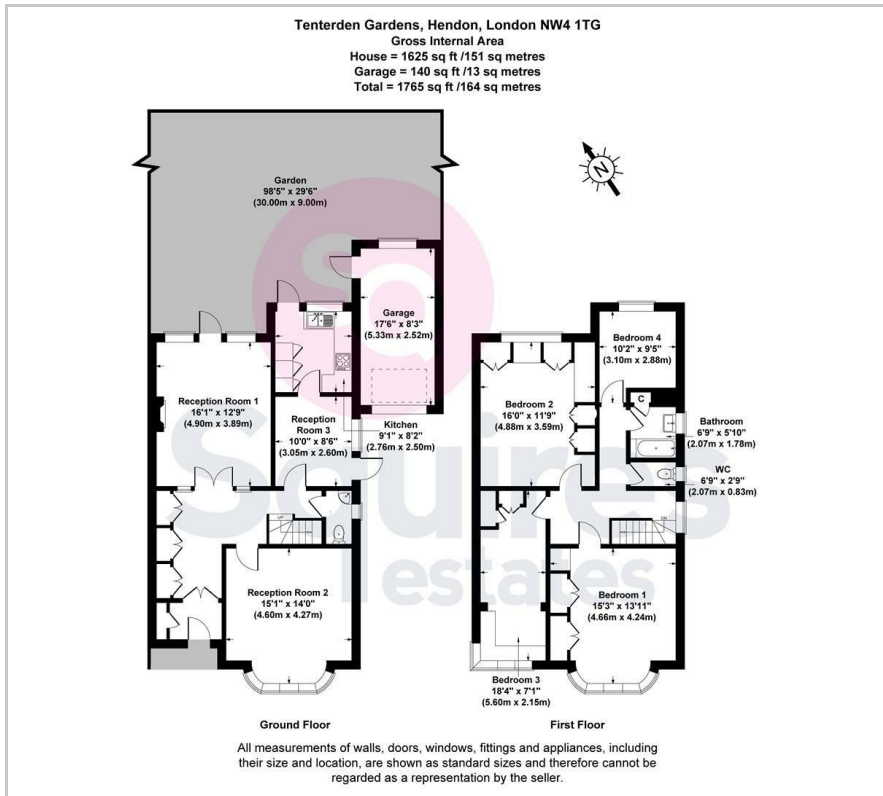 Tenterden Gardens, Hendon, London NW4 1TG
Gross Internal Area
House = 1625 sq ft /151 sq metres
Garage = 140 sq ft /13 sq metres
Total = 1765 sq ft /164 sq metres
Garden
98'5" x 29'6"
(30.00m x 9.00m)
N
Garage
17'6" x 8'3"
(5.33m x 2.52m)
Reception Room 1
16'1" x 12'9"
(4.90m x 3.89m)
Reception
Room 3
10'0" x 8'6"
(3.05m x 2.60m)
Kitchen
9'1" x 8'2"
(2.76m x 2.50m)
UP
Reception Room 2
15'1" x 14'0"
(4.60m x 4.27m)
Ground Floor
Bedroom 4
10'2" x 9'5"
(3.10m x 2.88m)
Bedroom 2
16'0" x 11'9"
(4.88m x 3.59m)
C
Bathroom
6'9" x 5'10"
(2.07m x 1.78m)
WC
6'9" x 2'9"
(2.07m x 0.83m)
DN
Bedroom 1
15'3" x 13'11"
(4.66m x 4.24m)
Bedroom 3
18'4" x 7'1"
(5.60m x 2.15m)
First Floor
SQ
Squires
estates
All measurements of walls, doors, windows, fittings and appliances, including
their size and location, are shown as standard sizes and therefore cannot be
regarded as a representation by the seller.